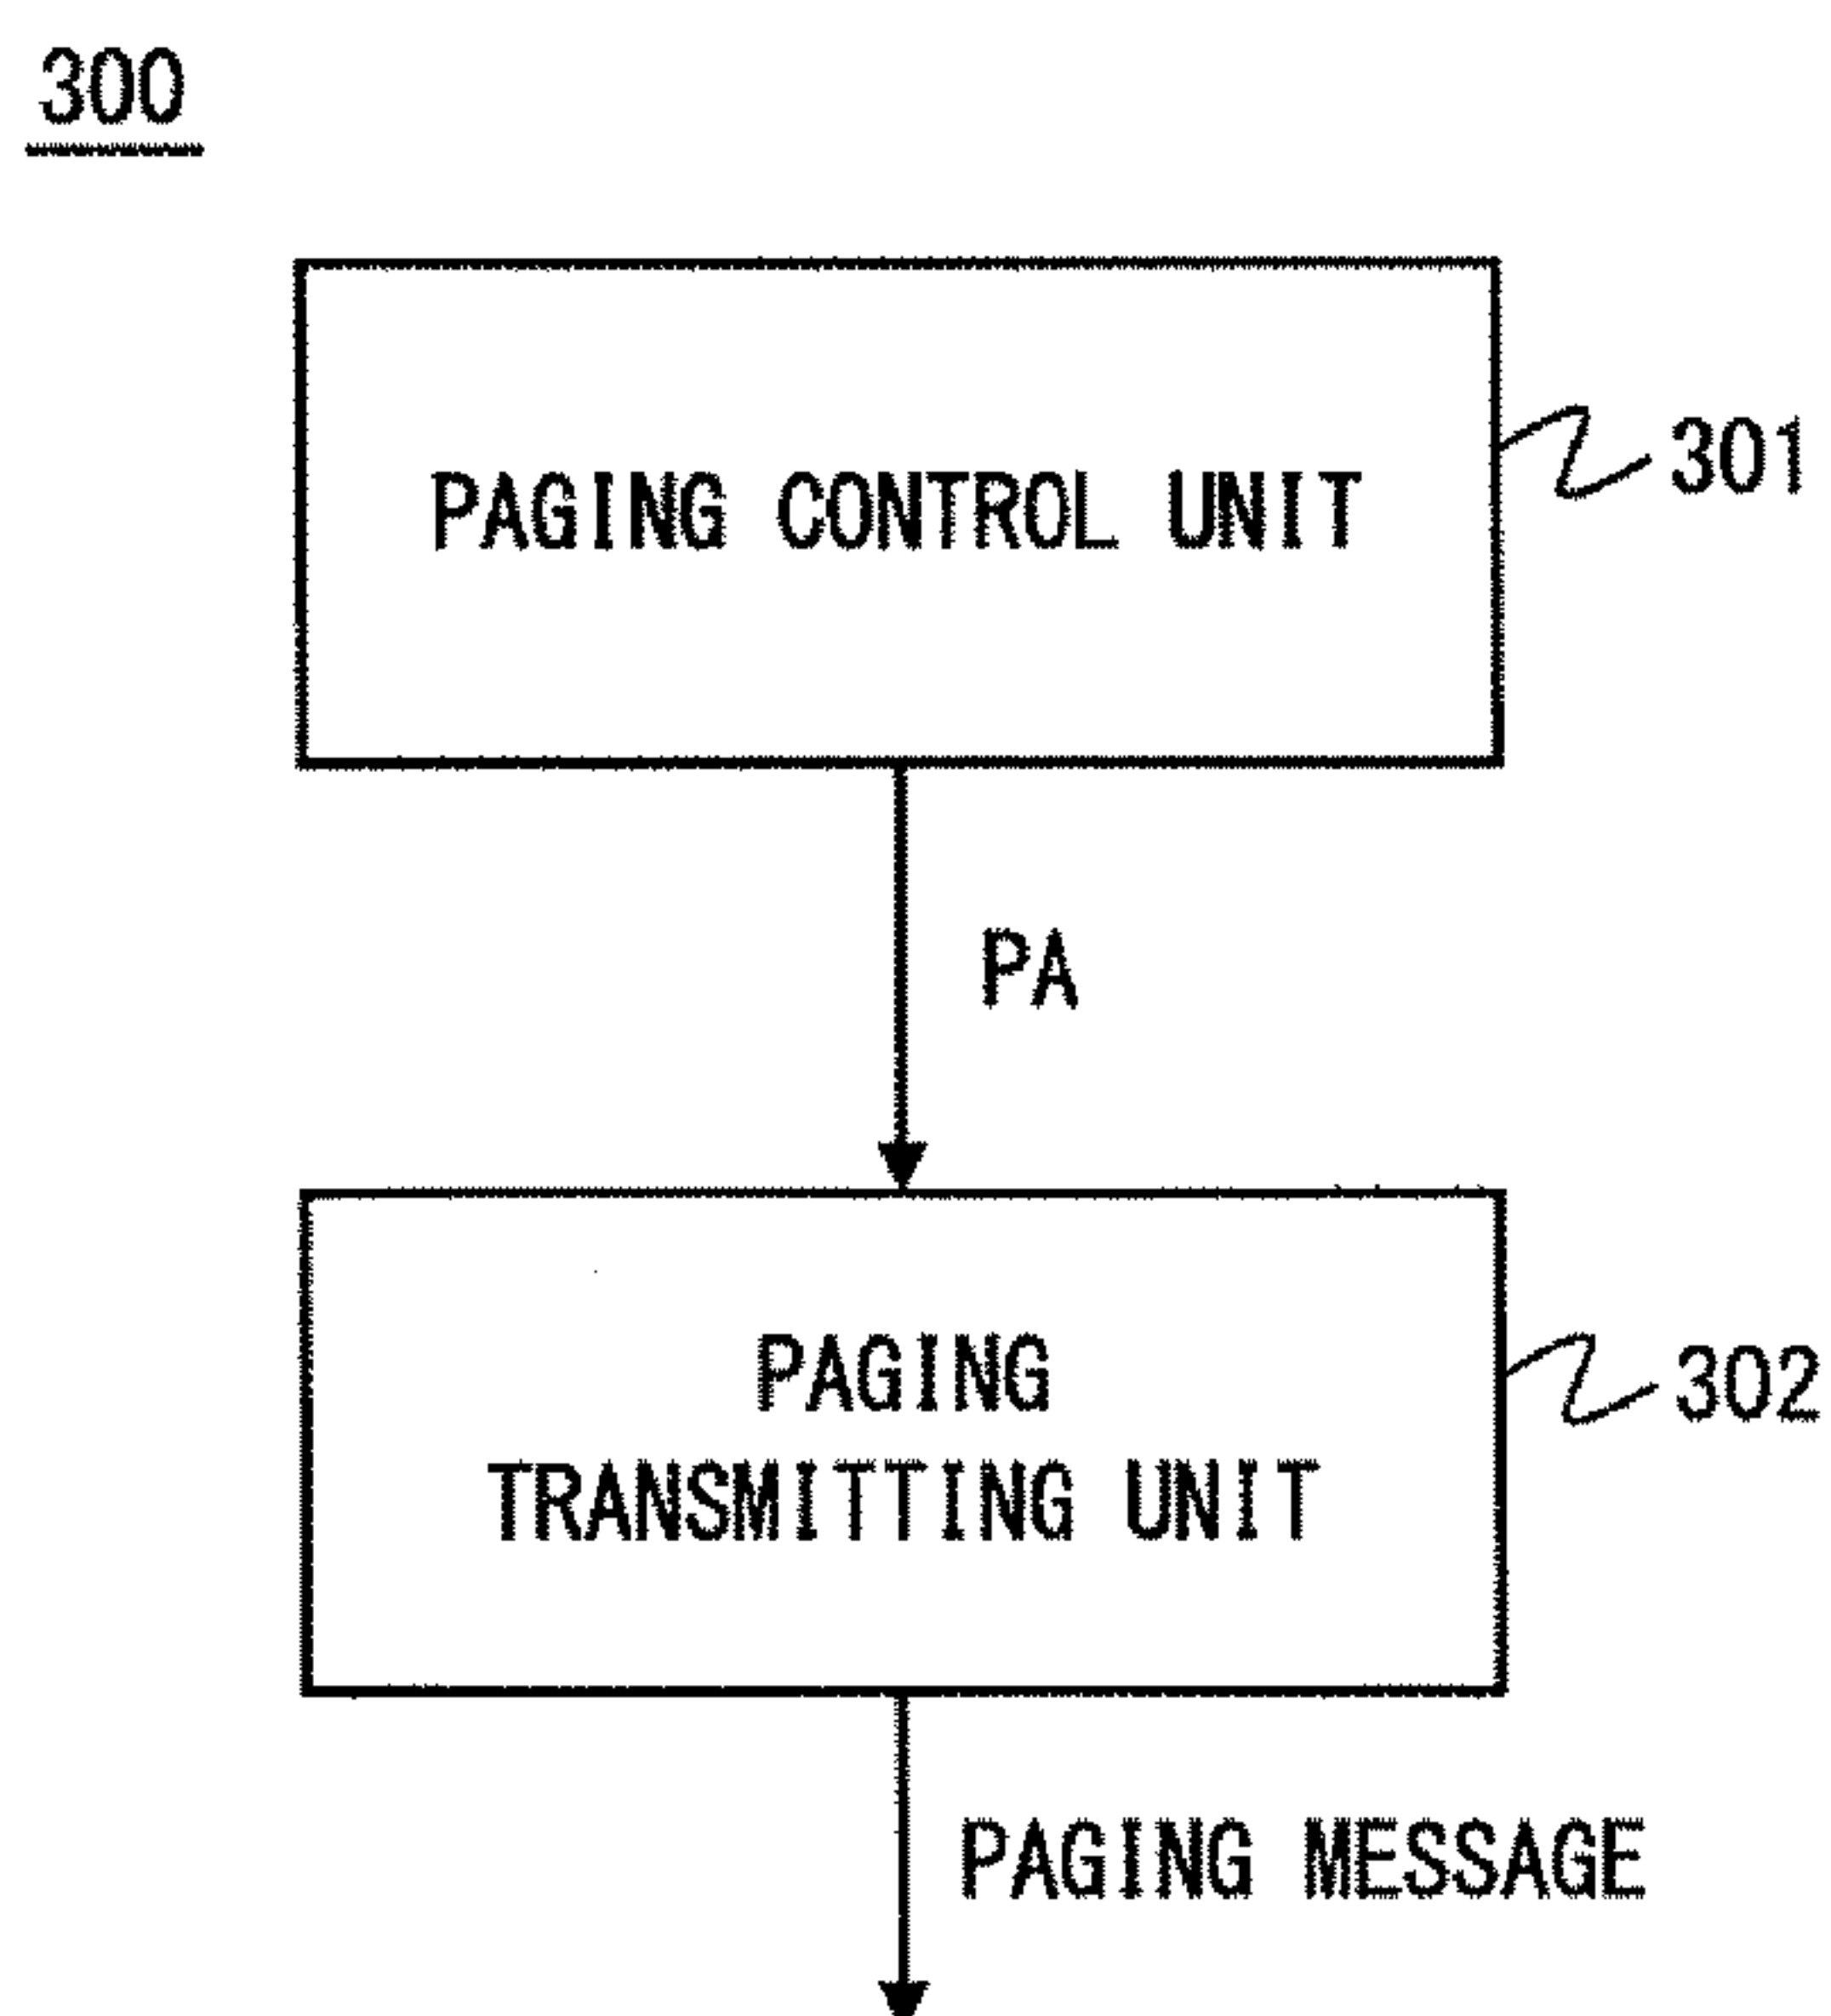 300
PAGING CONTROL UNIT
301
PA
PAGING
TRANSMITTING UNIT
302
PAGING MESSAGE